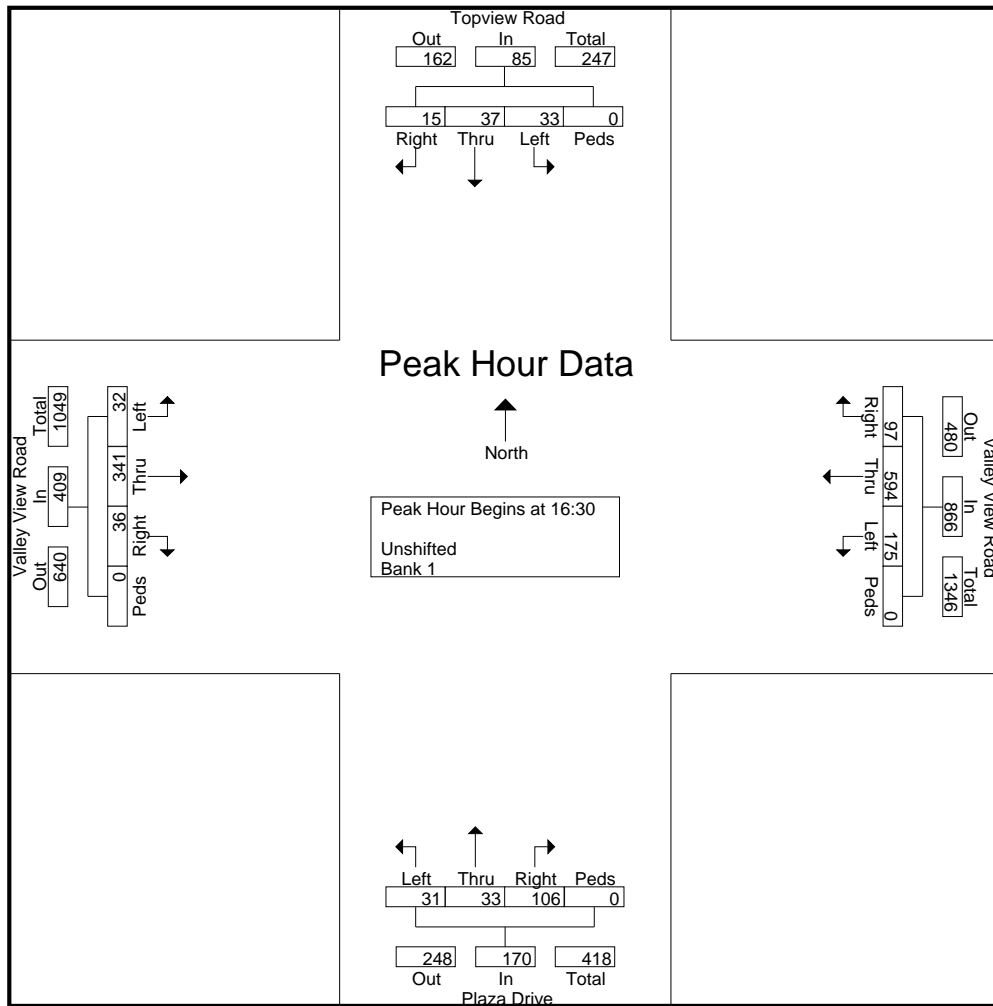 Topview Road
Out In Total
162 85 247
15 37 33 0
Right Thru Left Peds
Peak Hour Data
North
Peak Hour Begins at 16:30
Unshifted
Bank 1
Valley View Road
Total In Out
1049 409 640
32 341 36 0
Left Thru Right Peds
Valley View Road
Out In Total
480 866 1346
97 594 175 0
Right Thru Left Peds
Left Thru Right Peds
31 33 106 0
248 170 418
Out In Total
Plaza Drive